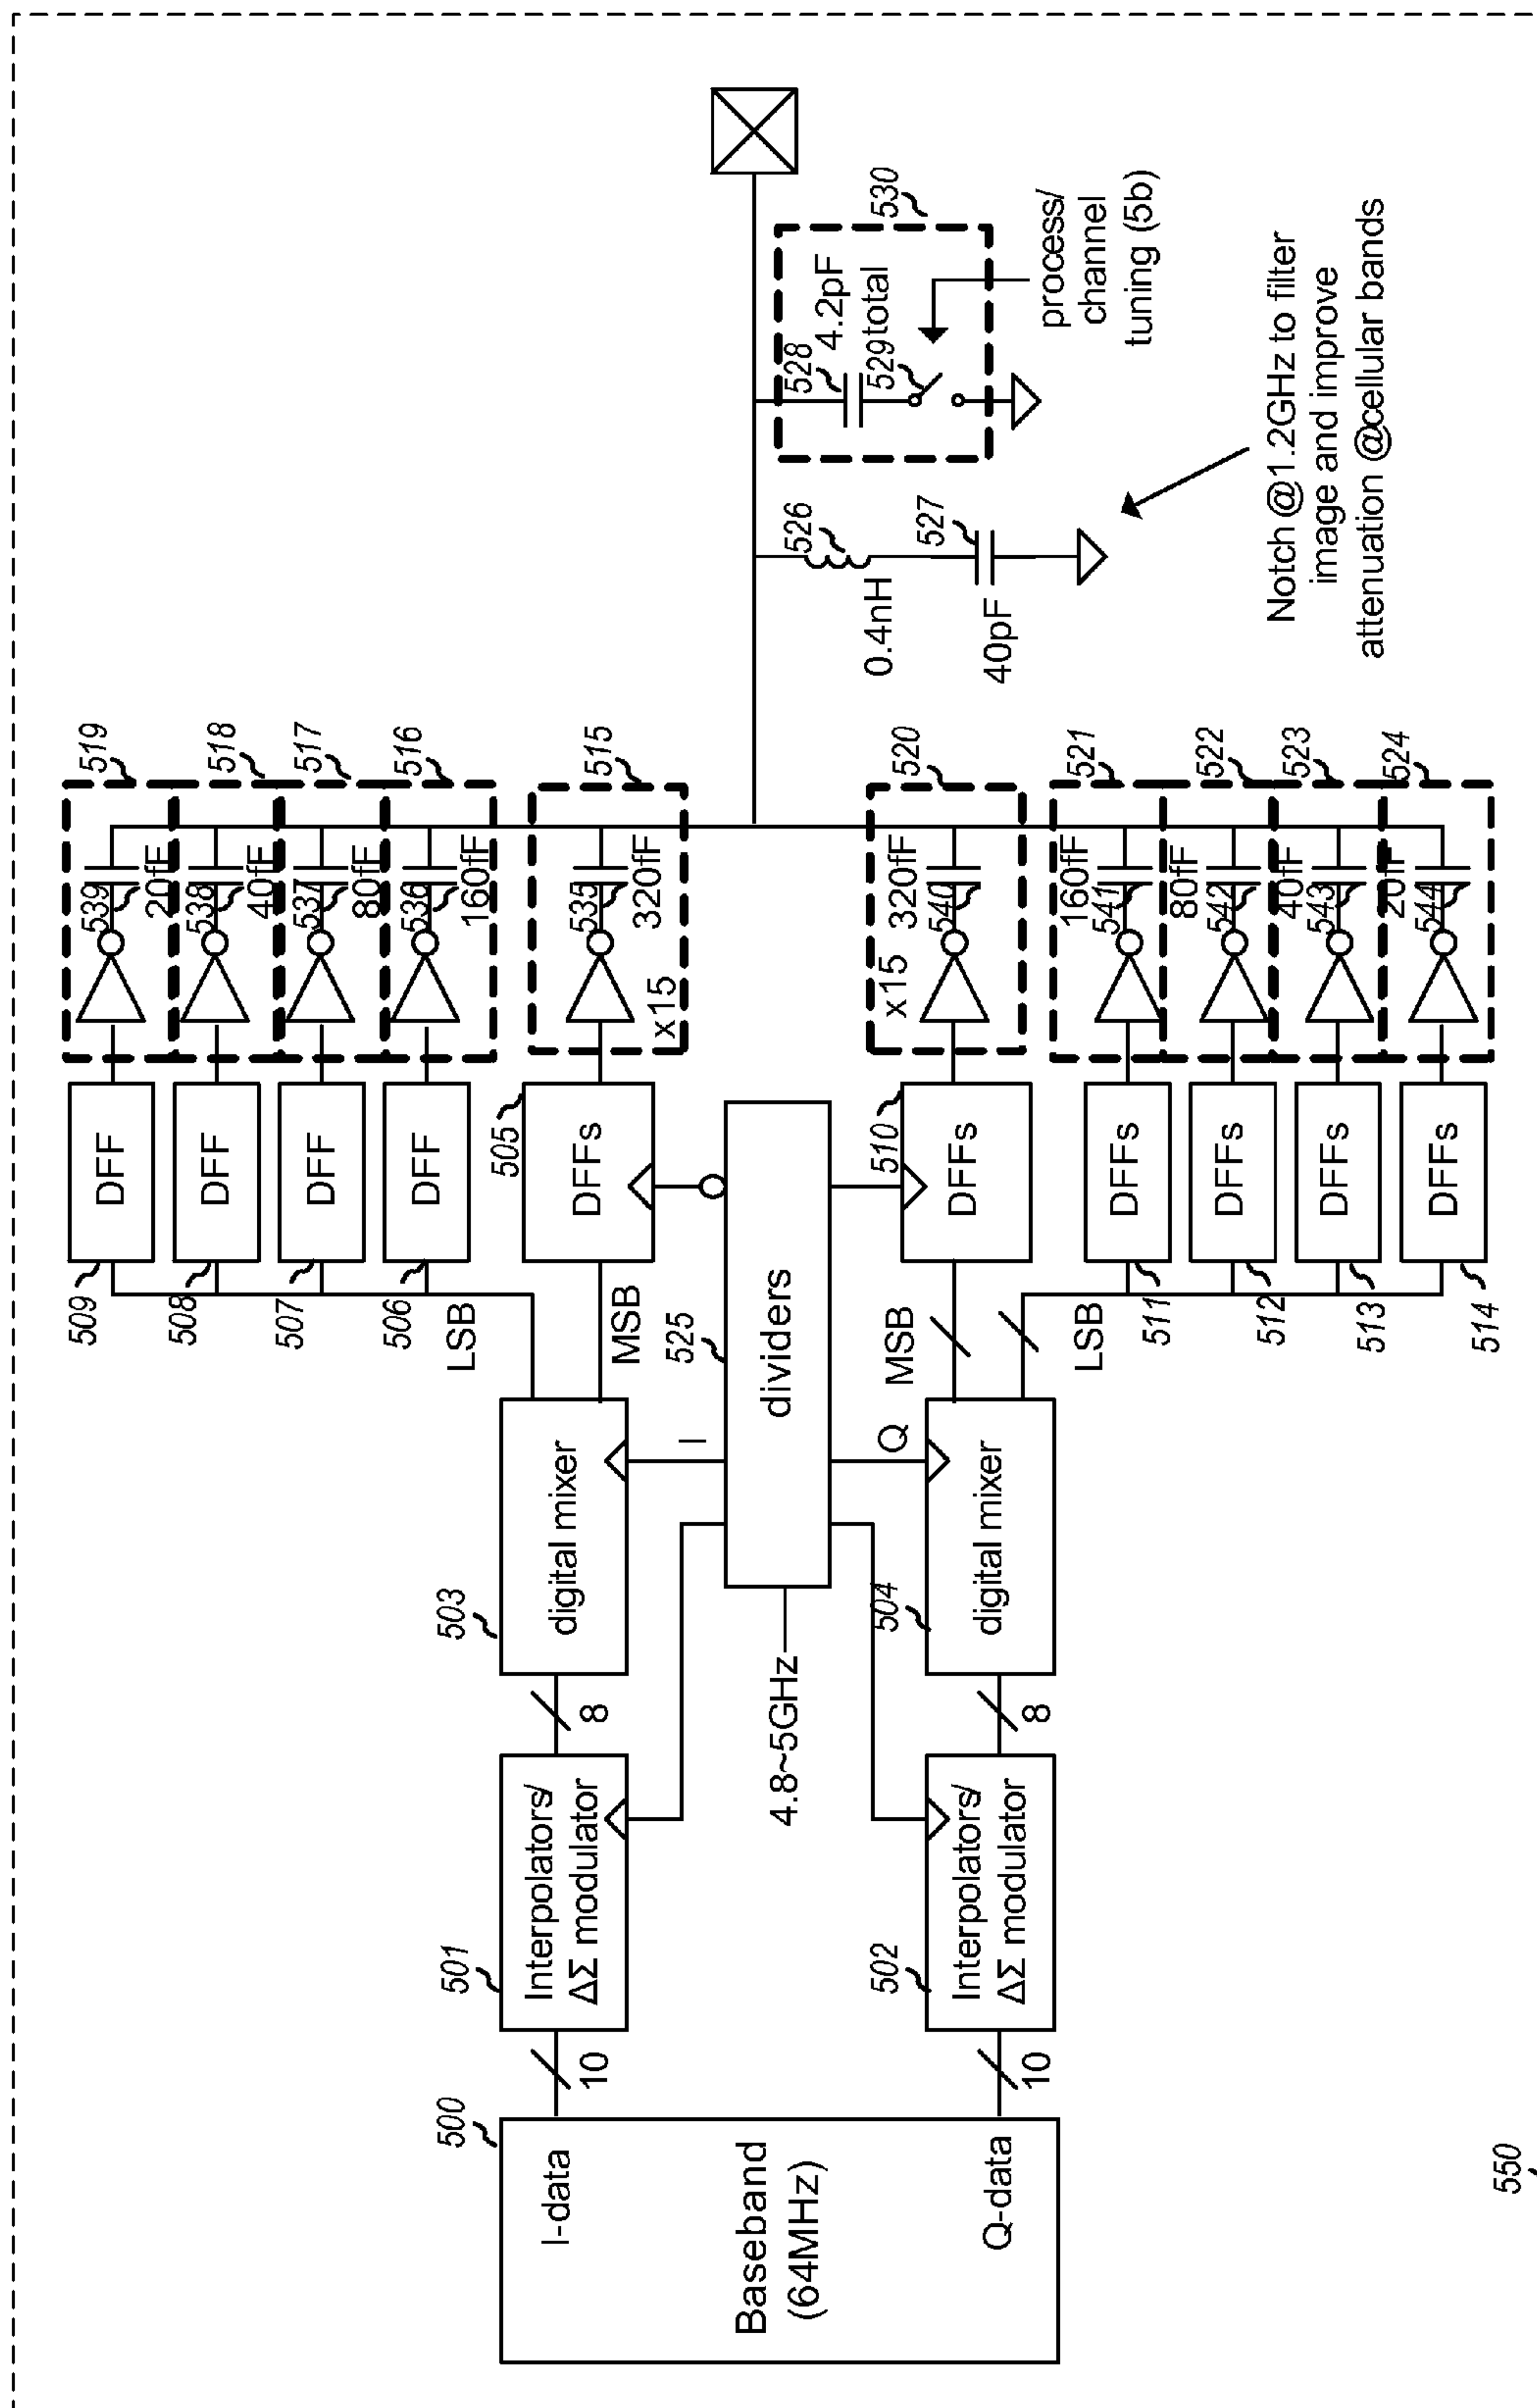 500
I-data
Baseband
(64MHz)
Q-data
10
10
501
Interpolators/
ΔΣ modulator
502
Interpolators/
ΔΣ modulator
8
8
4.8~5GHz
503
digital mixer
504
digital mixer
I
Q
525
dividers
LSB
MSB
MSB
LSB
509
DFF
508
DFF
507
DFF
506
DFF
505
DFFs
510
DFFs
511
DFFs
512
DFFs
513
DFFs
514
DFFs
519
539
20fF
518
538
40fF
517
537
80fF
516
536
160fF
515
535
320fF
x15
520
x15
320fF
540
521
160fF
541
522
80fF
542
523
40fF
543
524
20fF
544
526
0.4nH
527
40pF
528
4.2pF
529
total
530
process/
channel
tuning (5b)
Notch @1.2GHz to filter
image and improve
attenuation @cellular bands
550